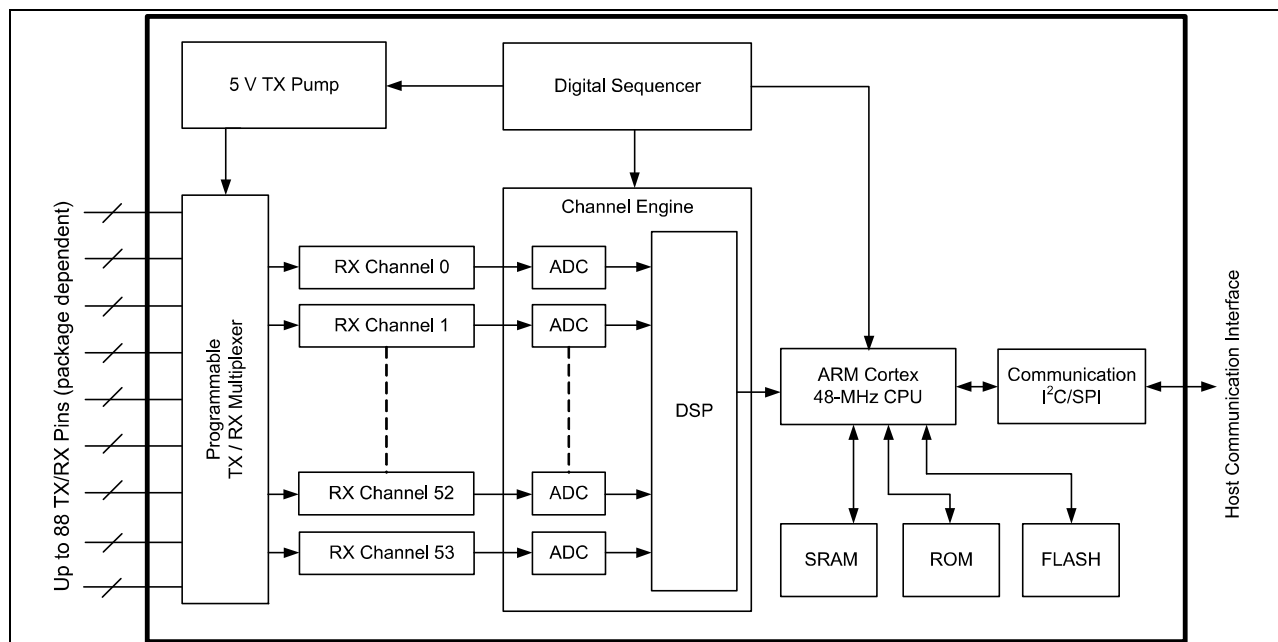 5 V TX Pump
Digital Sequencer
Channel Engine
Up to 88 TX/RX Pins (package dependent)
Programmable
TX / RX Multiplexer
RX Channel 0
ADC
RX Channel 1
ADC
RX Channel 52
ADC
RX Channel 53
ADC
DSP
ARM Cortex
48-MHz CPU
Communication
I²C/SPI
Host Communication Interface
SRAM
ROM
FLASH